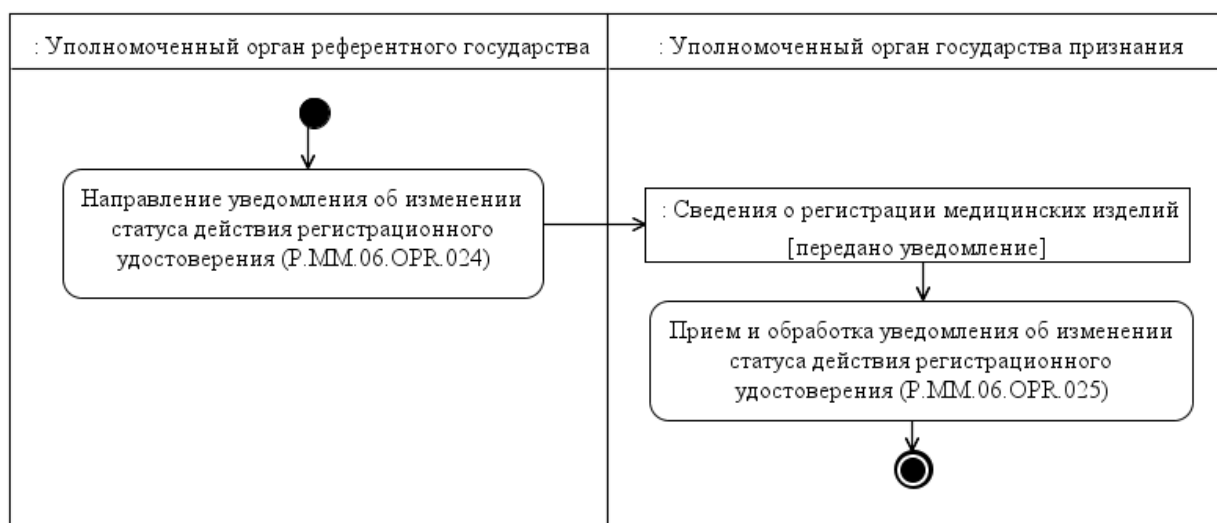 : Уполномоченный орган референтного государства
: Уполномоченный орган государства признания
Направление уведомления об изменении
статуса действия регистрационного
удостоверения (P.MM.06.OPR.024)
: Сведения о регистрации медицинских изделий
[передано уведомление]
Прием и обработка уведомления об изменении
статуса действия регистрационного
удостоверения (P.MM.06.OPR.025)